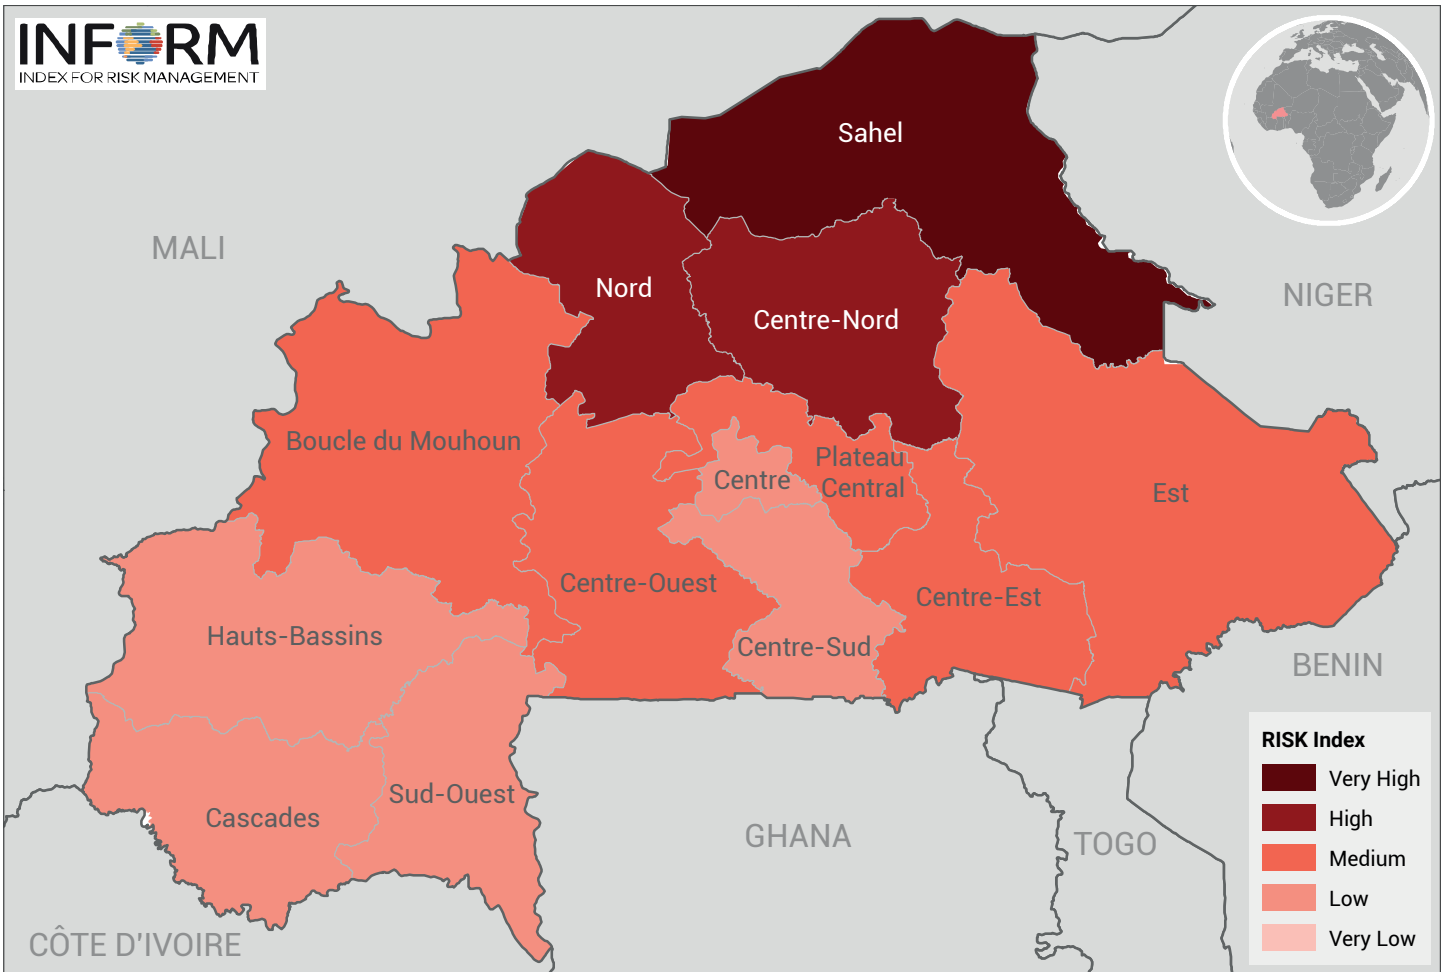 INFORM
INDEX FOR RISK MANAGEMENT
Sahel
MALI
Nord
NIGER
Centre-Nord
Boucle du Mouhoun
Plateau
Central
Centre
Est
Centre-Ouest
Centre-Est
Hauts-Bassins
Centre-Sud
BENIN
Sud-Ouest
Cascades
GHANA
TOGO
CÔTE D'IVOIRE
RISK Index
Very High
High
Medium
Low
Very Low